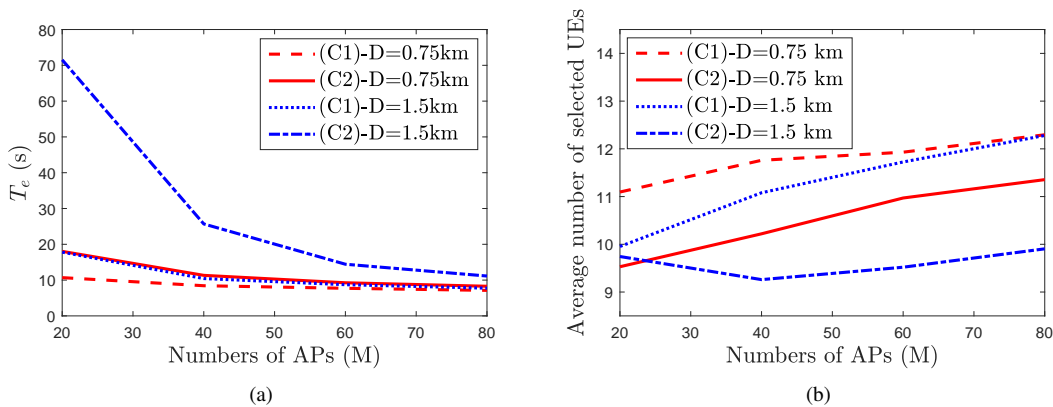 80
70
60
50
40
30
20
10
0
T_e (s)
(C1)-D=0.75km
(C2)-D=0.75km
(C1)-D=1.5km
(C2)-D=1.5km
20 30 40 50 60 70 80
Numbers of APs (M)
(a)
14
13
12
11
10
9
Average number of selected UEs
(C1)-D=0.75 km
(C2)-D=0.75 km
(C1)-D=1.5 km
(C2)-D=1.5 km
20 30 40 50 60 70 80
Numbers of APs (M)
(b)